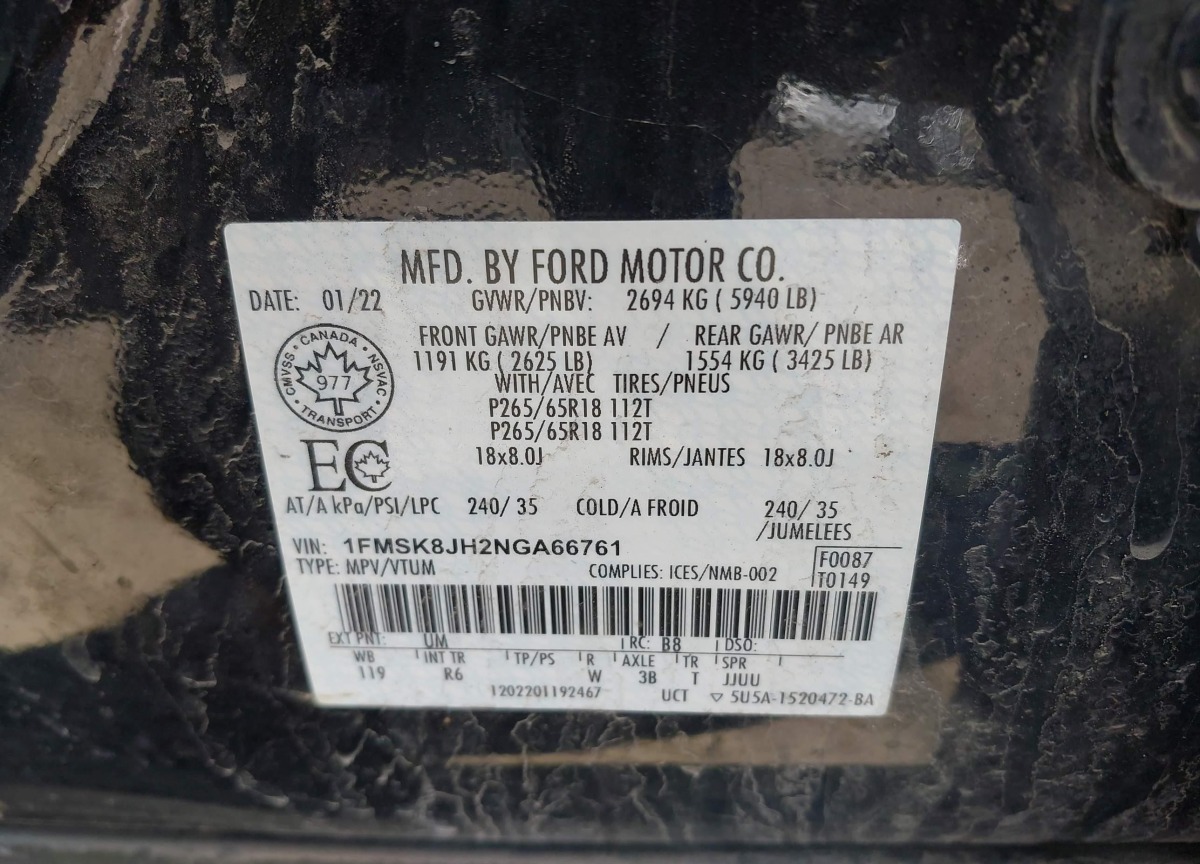 MFD. BY FORD MOTOR CO.
DATE: 01/22 GVWR/PNBV: 2694 KG ( 5940 LB)
FRONT GAWR/PNBE AV / REAR GAWR/ PNBE AR
1191 KG ( 2625 LB) 1554 KG ( 3425 LB)
WITH/AVEC TIRES/PNEUS
P265/65R18 112T
P265/65R18 112T
18x8.0J RIMS/JANTES 18x8.0J
CANADA
CMVSS • NSVAC
977
TRANSPORT
EC
AT/A kPa/PSI/LPC 240/ 35 COLD/A FROID 240/ 35
/JUMELEES
VIN: 1FMSK8JH2NGA66761
TYPE: MPV/VTUM COMPLIES: ICES/NMB-002
F0087
T0149
EXT PNT: UM RC: B8 DSO:
WB INT TR TP/PS R AXLE TR SPR
119 R6 W 3B T JJUU
1202201192467 UCT ▽ 5U5A-1520472-BA